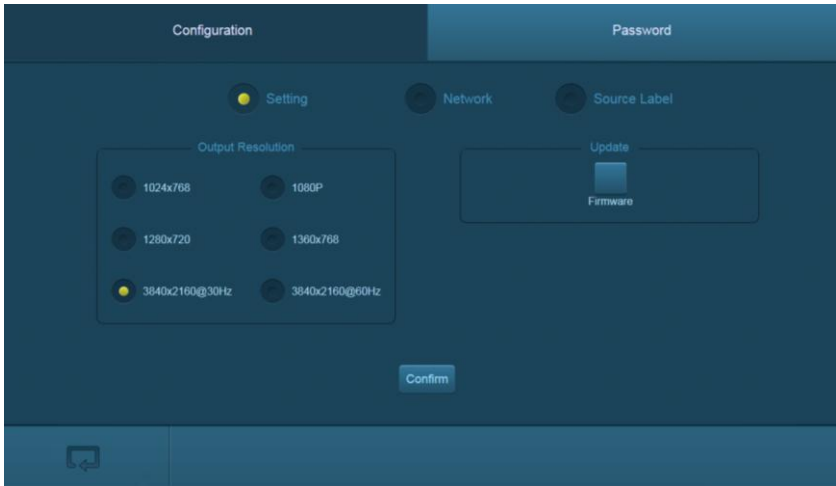 Configuration
Password
Setting
Network
Source Label
Output Resolution
Update
1024x768
1080P
Firmware
1280x720
1360x768
3840x2160@30Hz
3840x2160@60Hz
Confirm